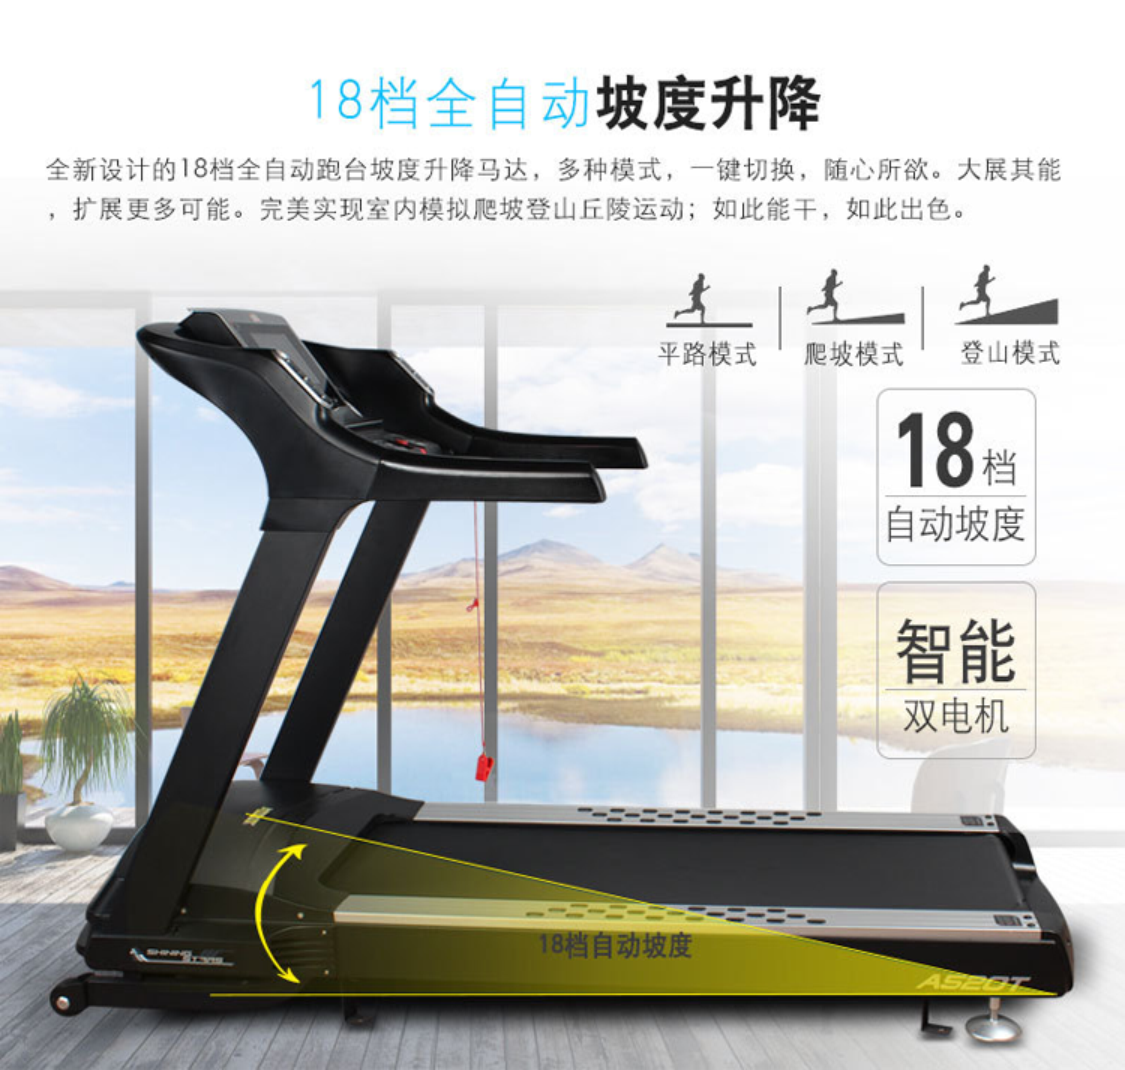 18档全自动坡度升降
全新设计的18档全自动跑台坡度升降马达，多种模式，一键切换，随心所欲。大展其能
，扩展更多可能。完美实现室内模拟爬坡登山丘陵运动；如此能干，如此出色。
平路模式
爬坡模式
登山模式
18档
自动坡度
智能
双电机
18档自动坡度
SHINING
STARS
AS20T